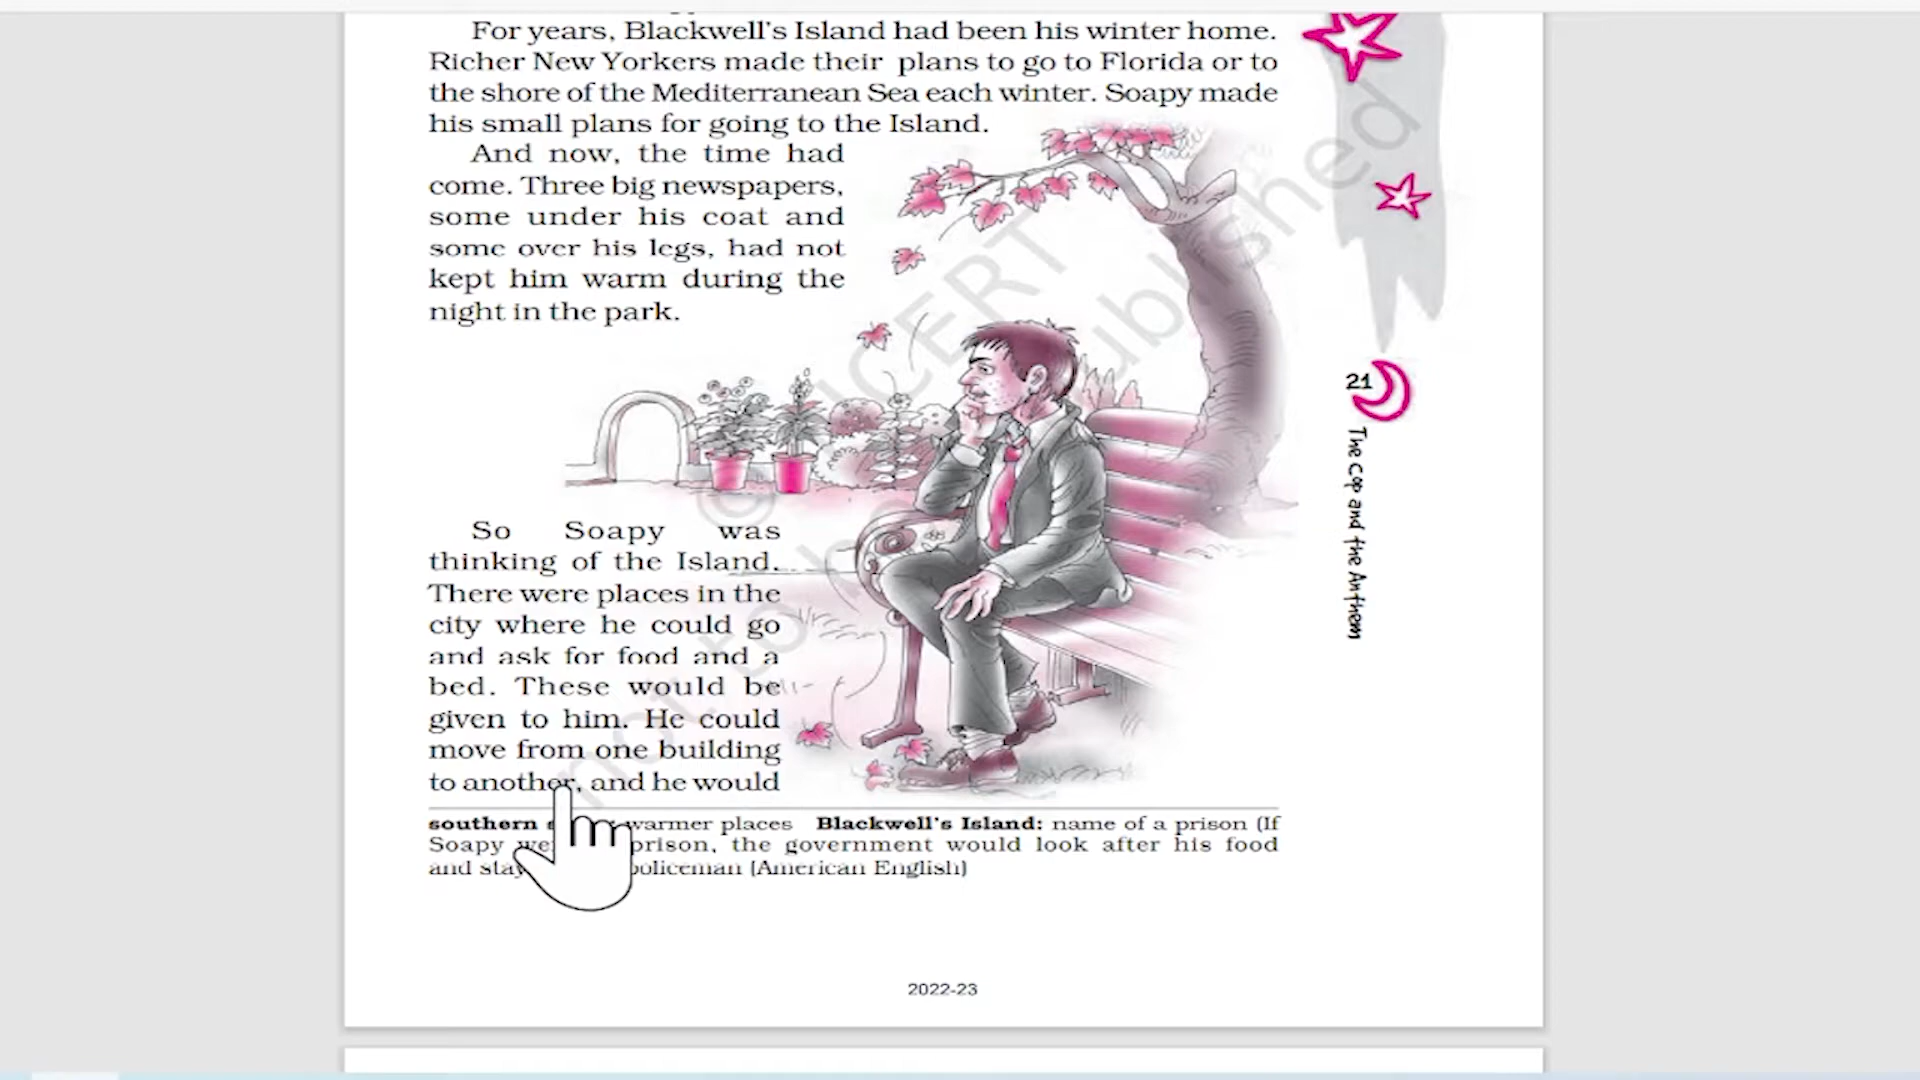 For years, Blackwell's Island had been his winter home.
Richer New Yorkers made their plans to go to Florida or to
the shore of the Mediterranean Sea each winter. Soapy made
his small plans for going to the Island.
And now, the time had
come. Three big newspapers,
some under his coat and
some over his legs, had not
kept him warm during the
night in the park.
So Soapy was
thinking of the Island.
There were places in the
city where he could go
and ask for food and a
bed. These would be
given to him. He could
move from one building
to another, and he would
southern warmer places Blackwell's Island: name of a prison (If
Soapy prison, the government would look after his food
and policeman (American English)
2022-23
21
The Cop and the Anthem
© NCERT
not to be published